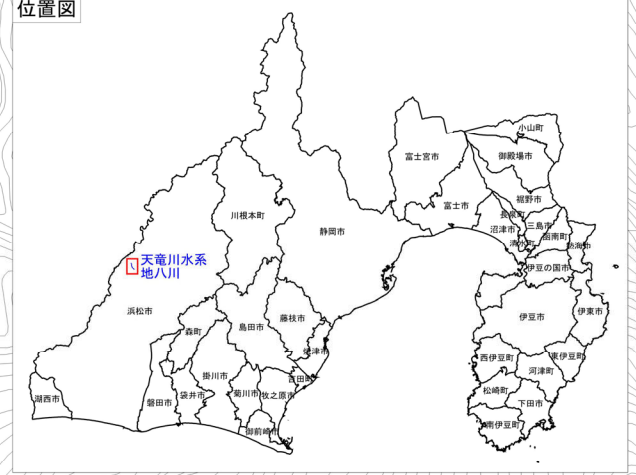 位置図
小山町
富士宮市
御殿場市
裾野市
富士市
長泉町
川根本町
三島市
沼津市
静岡市
函南町
清水町
熱海市
天竜川水系
地八川
伊豆の国市
浜松市
伊東市
伊豆市
藤枝市
島田市
森町
焼津市
西伊豆町
東伊豆町
河津町
掛川市
吉田町
松崎町
袋井市
菊川市
牧之原市
湖西市
磐田市
下田市
南伊豆町
御前崎市